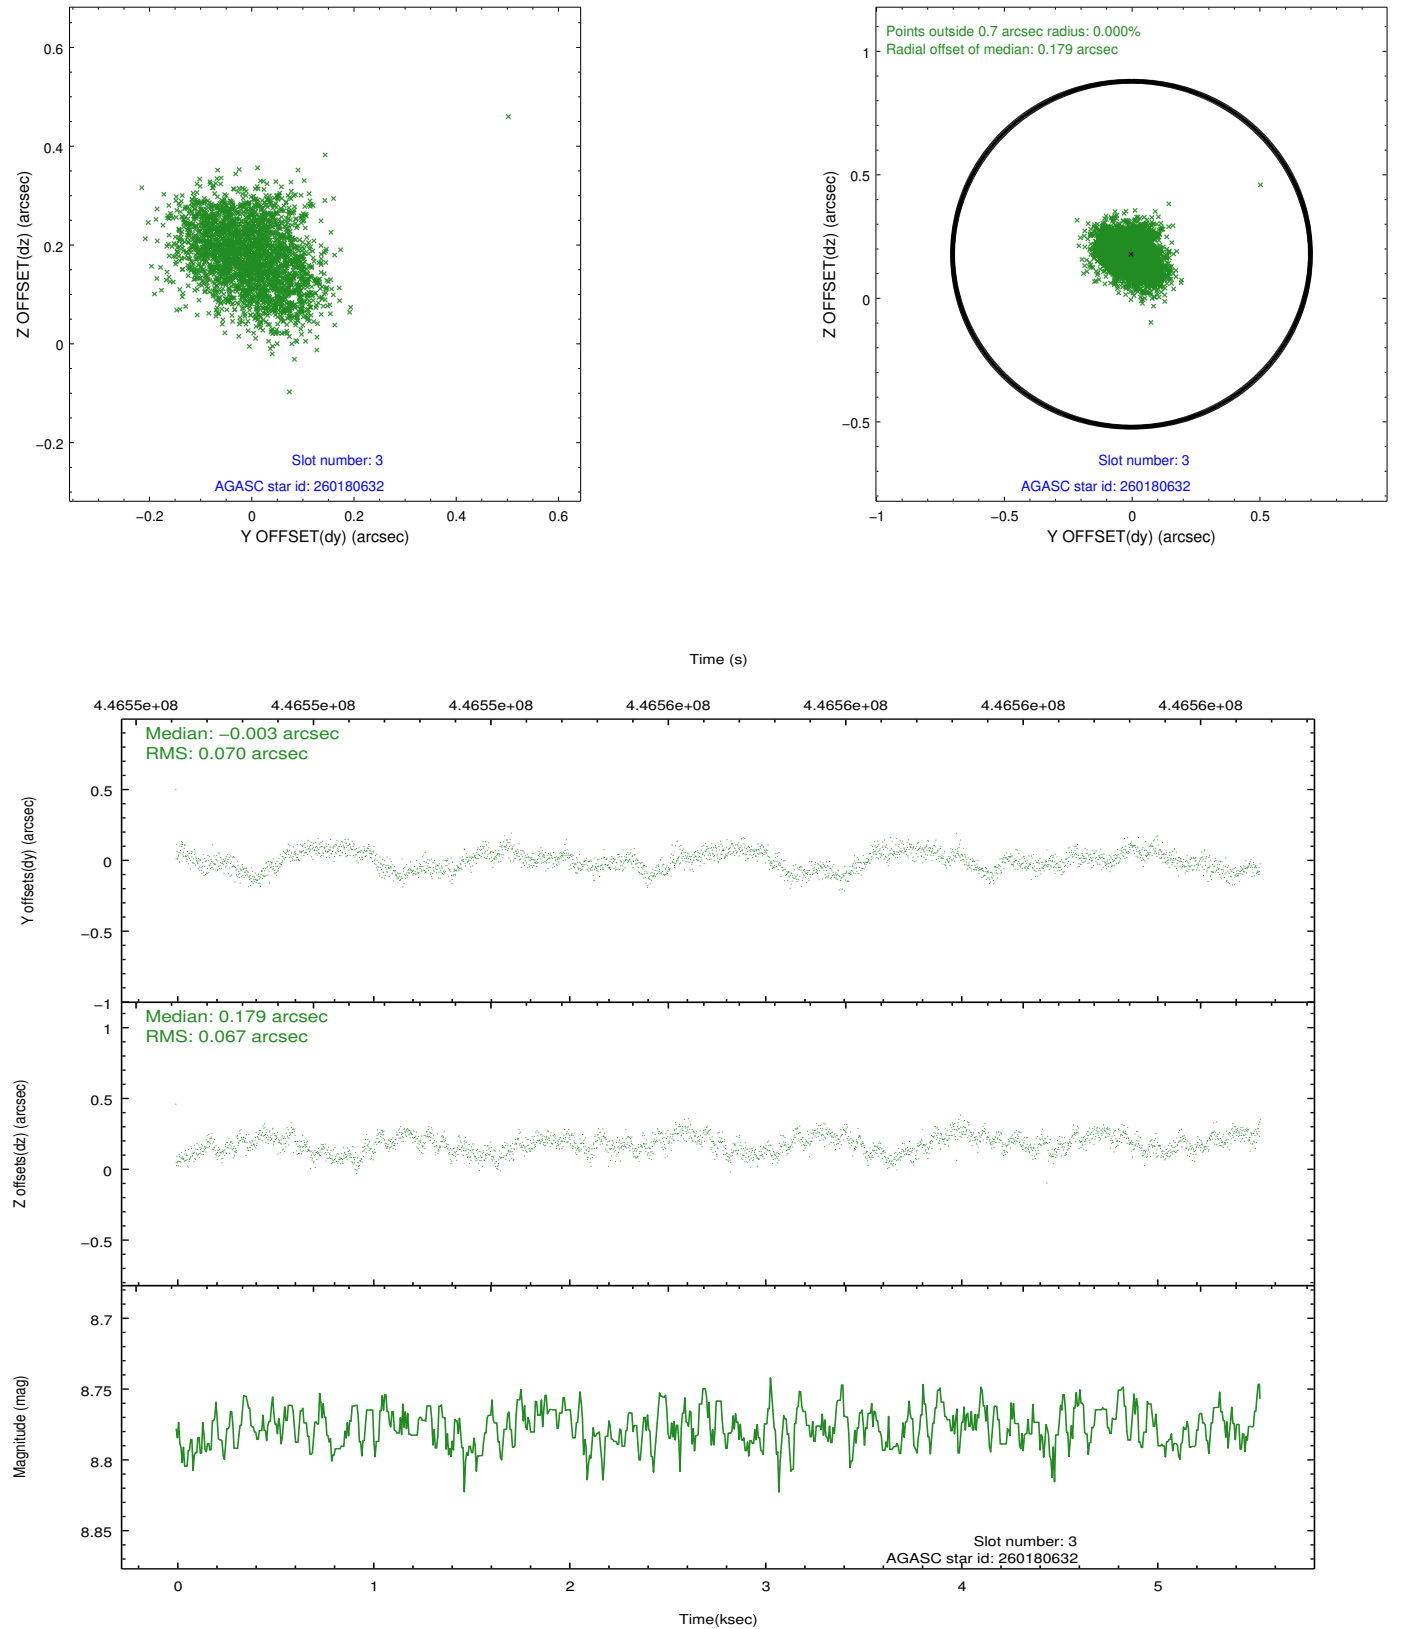 0.6
0.4
0.2
0
−0.2
Z OFFSET(dz) (arcsec)
Slot number: 3
AGASC star id: 260180632
−0.2 0 0.2 0.4 0.6
Y OFFSET(dy) (arcsec)
Points outside 0.7 arcsec radius: 0.000%
Radial offset of median: 0.179 arcsec
1
0.5
0
−0.5
Z OFFSET(dz) (arcsec)
Slot number: 3
AGASC star id: 260180632
−1 −0.5 0 0.5
Y OFFSET(dy) (arcsec)
Time (s)
4.4655e+08 4.4655e+08 4.4655e+08 4.4656e+08 4.4656e+08 4.4656e+08 4.4656e+08
Median: −0.003 arcsec
RMS: 0.070 arcsec
0.5
0
−0.5
−1
Y offsets(dy) (arcsec)
Median: 0.179 arcsec
RMS: 0.067 arcsec
1
0.5
0
−0.5
Z offsets(dz) (arcsec)
8.7
8.75
8.8
8.85
Magnitude (mag)
Slot number: 3
AGASC star id: 260180632
0 1 2 3 4 5
Time(ksec)